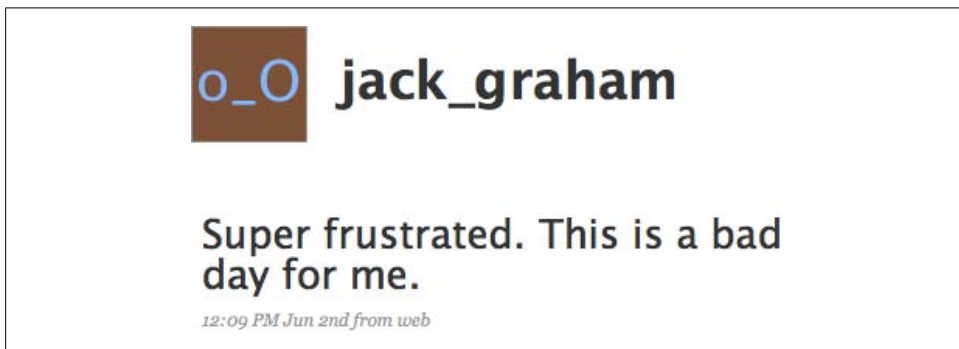 o_O
jack_graham
Super frustrated. This is a bad
day for me.
12:09 PM Jun 2nd from web